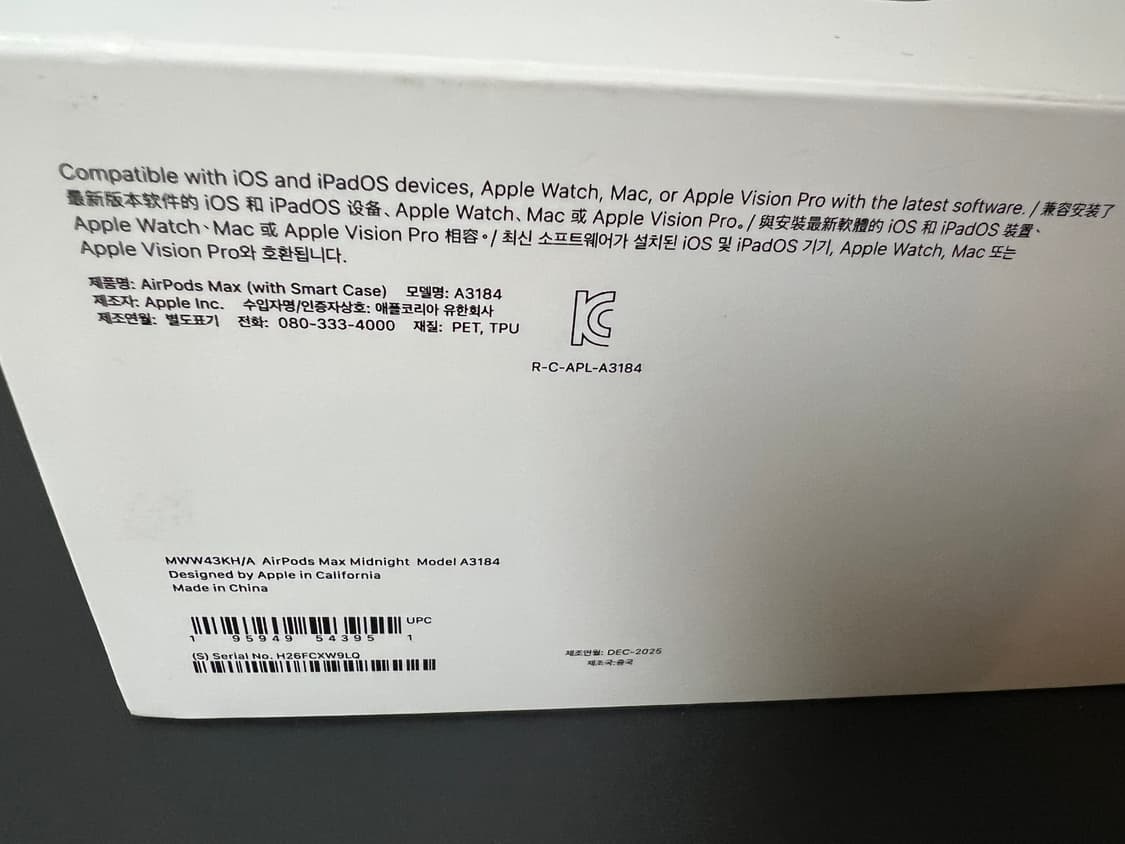 Compatible with iOS and iPadOS devices, Apple Watch, Mac, or Apple Vision Pro with the latest software. / 兼容安装了
最新版本软件的 iOS 和 iPadOS 设备、Apple Watch、Mac 或 Apple Vision Pro。/ 與安裝最新軟體的 iOS 和 iPadOS 裝置、
Apple Watch、Mac 或 Apple Vision Pro 相容。/ 최신 소프트웨어가 설치된 iOS 및 iPadOS 기기, Apple Watch, Mac 또는
Apple Vision Pro와 호환됩니다.
제품명: AirPods Max (with Smart Case) 모델명: A3184
제조자: Apple Inc. 수입자명/인증자상호: 애플코리아 유한회사
제조연월: 별도표기 전화: 080-333-4000 재질: PET, TPU
KC
R-C-APL-A3184
MWW43KH/A AirPods Max Midnight Model A3184
Designed by Apple in California
Made in China
UPC
1 95949 54395 1
(S) Serial No. H26FCXW9LQ
제조연월: DEC-2025
제조국:중국